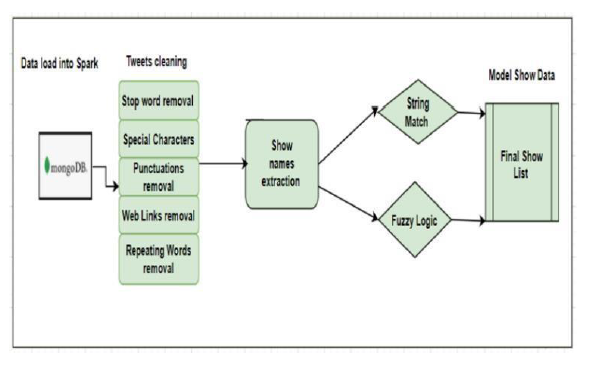 Data load into Spark
Tweets cleaning
Model Show Data
Stop word removal
Special Characters
Punctuations
removal
Web Links removal
Repeating Words
removal
mongoDB.
Show
names
extraction
String
Match
Fuzzy Logic
Final Show
List